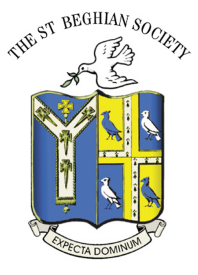 THE ST BEGHIAN SOCIETY
EXPECTA DOMINUM